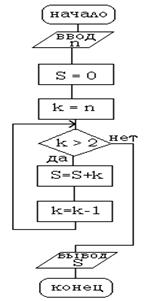 начало
ввод
n
S = 0
k = n
k > 2
нет
да
S=S+k
k=k-1
вывод
S
конец